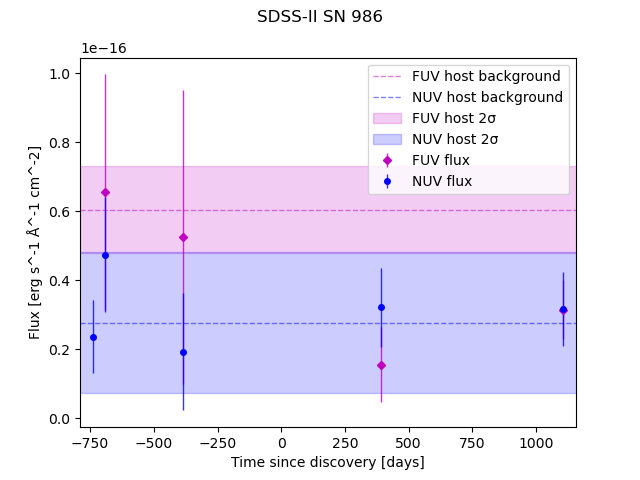 SDSS-II SN 986
1e−16
FUV host background
NUV host background
FUV host 2σ
NUV host 2σ
FUV flux
NUV flux
1.0
0.8
0.6
0.4
0.2
0.0
Flux [erg s^-1 Å^-1 cm^-2]
−750 −500 −250 0 250 500 750 1000
Time since discovery [days]